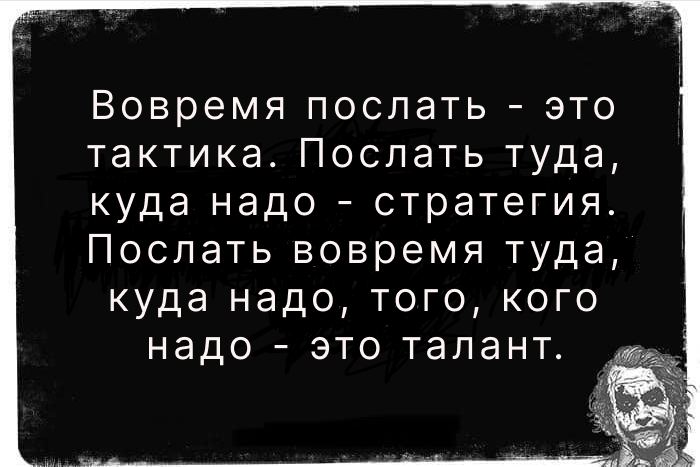 Вовремя послать - это
тактика. Послать туда,
куда надо - стратегия.
Послать вовремя туда,
куда надо, того, кого
надо - это талант.